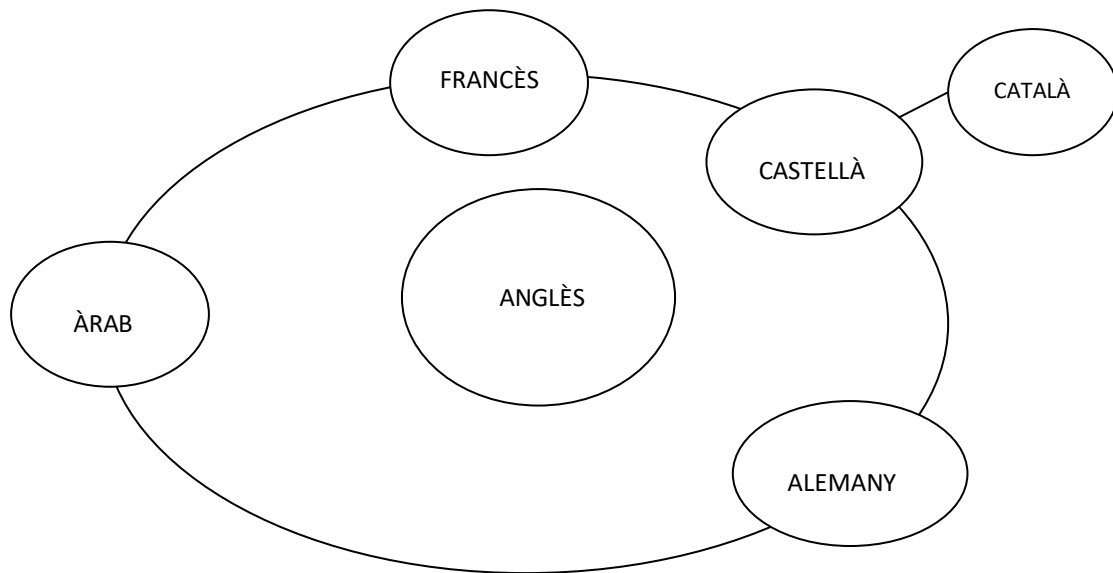 FRANCÈS
CATALÀ
CASTELLÀ
ANGLÈS
ÀRAB
ALEMANY